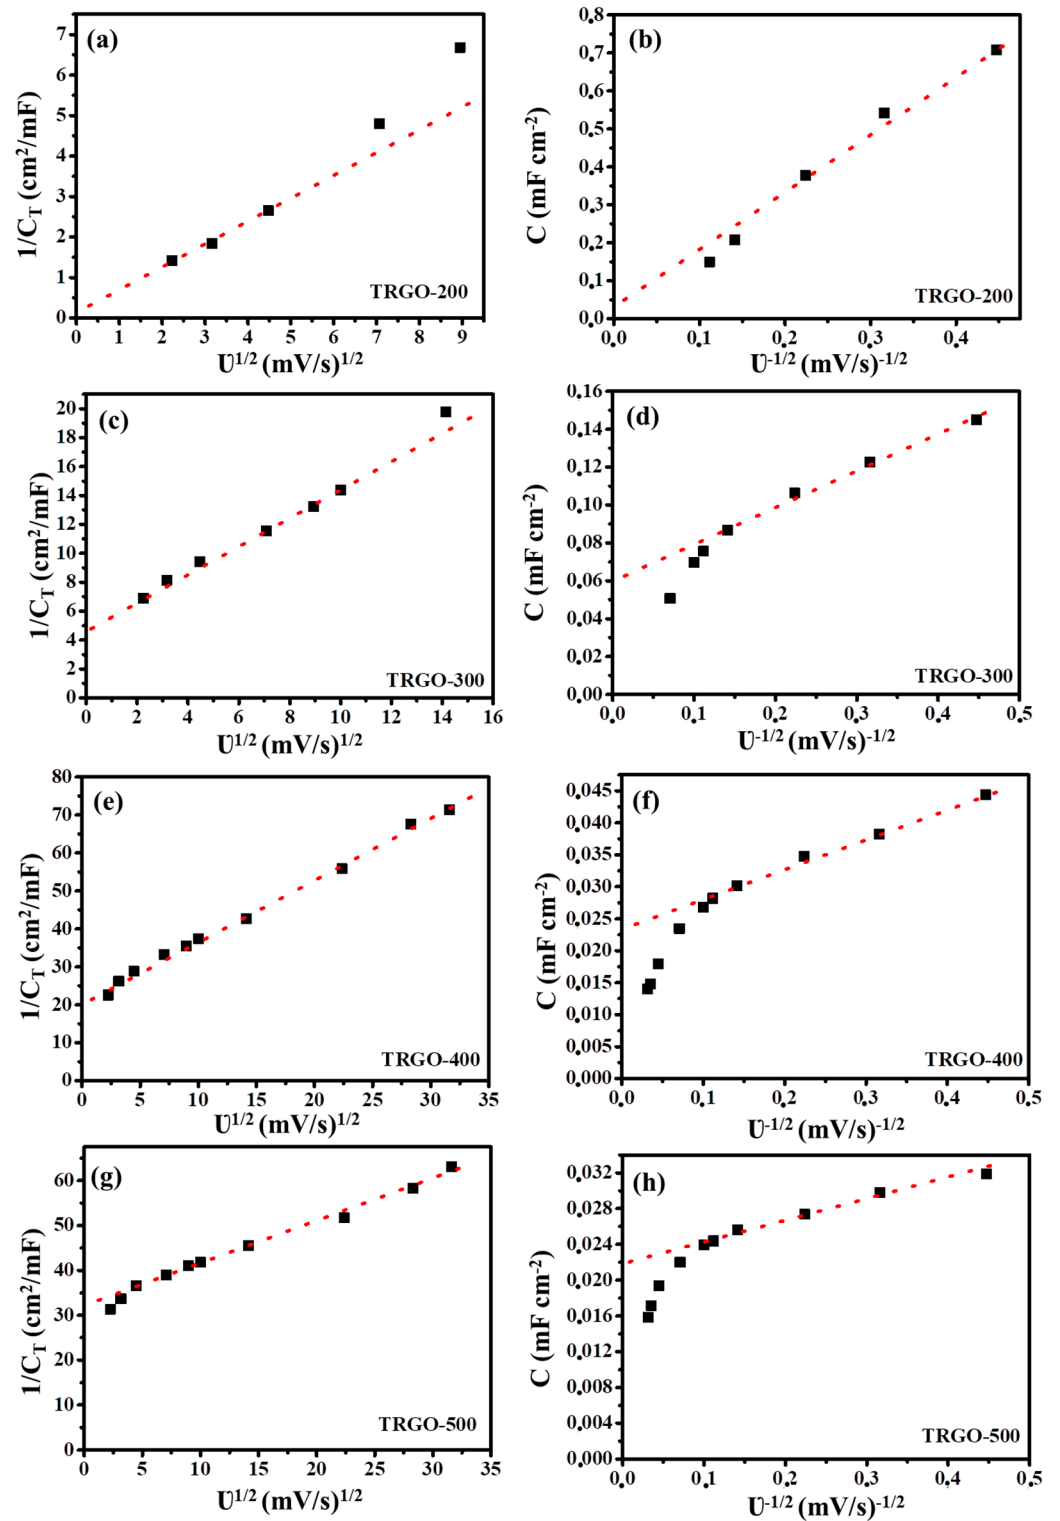 (a)
1/C_T (cm²/mF)
7
6
5
4
3
2
1
0
TRGO-200
0 1 2 3 4 5 6 7 8 9
Ʋ^1/2 (mV/s)^1/2
(b)
C (mF cm^-2)
0.8
0.7
0.6
0.5
0.4
0.3
0.2
0.1
0.0
TRGO-200
0.0 0.1 0.2 0.3 0.4
Ʋ^-1/2 (mV/s)^-1/2
(c)
1/C_T (cm²/mF)
20
18
16
14
12
10
8
6
4
2
0
TRGO-300
0 2 4 6 8 10 12 14 16
Ʋ^1/2 (mV/s)^1/2
(d)
C (mF cm^-2)
0.16
0.14
0.12
0.10
0.08
0.06
0.04
0.02
0.00
TRGO-300
0.0 0.1 0.2 0.3 0.4 0.5
Ʋ^-1/2 (mV/s)^-1/2
(e)
1/C_T (cm²/mF)
80
70
60
50
40
30
20
10
0
TRGO-400
0 5 10 15 20 25 30 35
Ʋ^1/2 (mV/s)^1/2
(f)
C (mF cm^-2)
0.045
0.040
0.035
0.030
0.025
0.020
0.015
0.010
0.005
0.000
TRGO-400
0.0 0.1 0.2 0.3 0.4 0.5
Ʋ^-1/2 (mV/s)^-1/2
(g)
1/C_T (cm²/mF)
60
50
40
30
20
10
0
TRGO-500
0 5 10 15 20 25 30 35
Ʋ^1/2 (mV/s)^1/2
(h)
C (mF cm^-2)
0.032
0.028
0.024
0.020
0.016
0.012
0.008
0.004
0.000
TRGO-500
0.0 0.1 0.2 0.3 0.4 0.5
Ʋ^-1/2 (mV/s)^-1/2